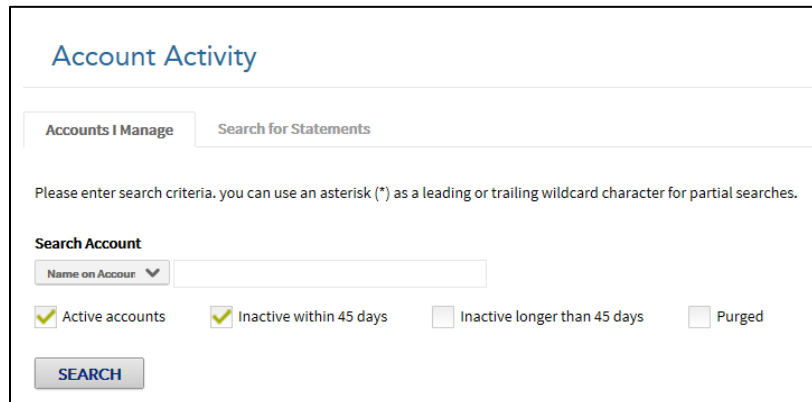 Account Activity
Accounts I Manage Search for Statements
Please enter search criteria. you can use an asterisk (*) as a leading or trailing wildcard character for partial searches.
Search Account
Name on Accour
Active accounts Inactive within 45 days Inactive longer than 45 days Purged
SEARCH